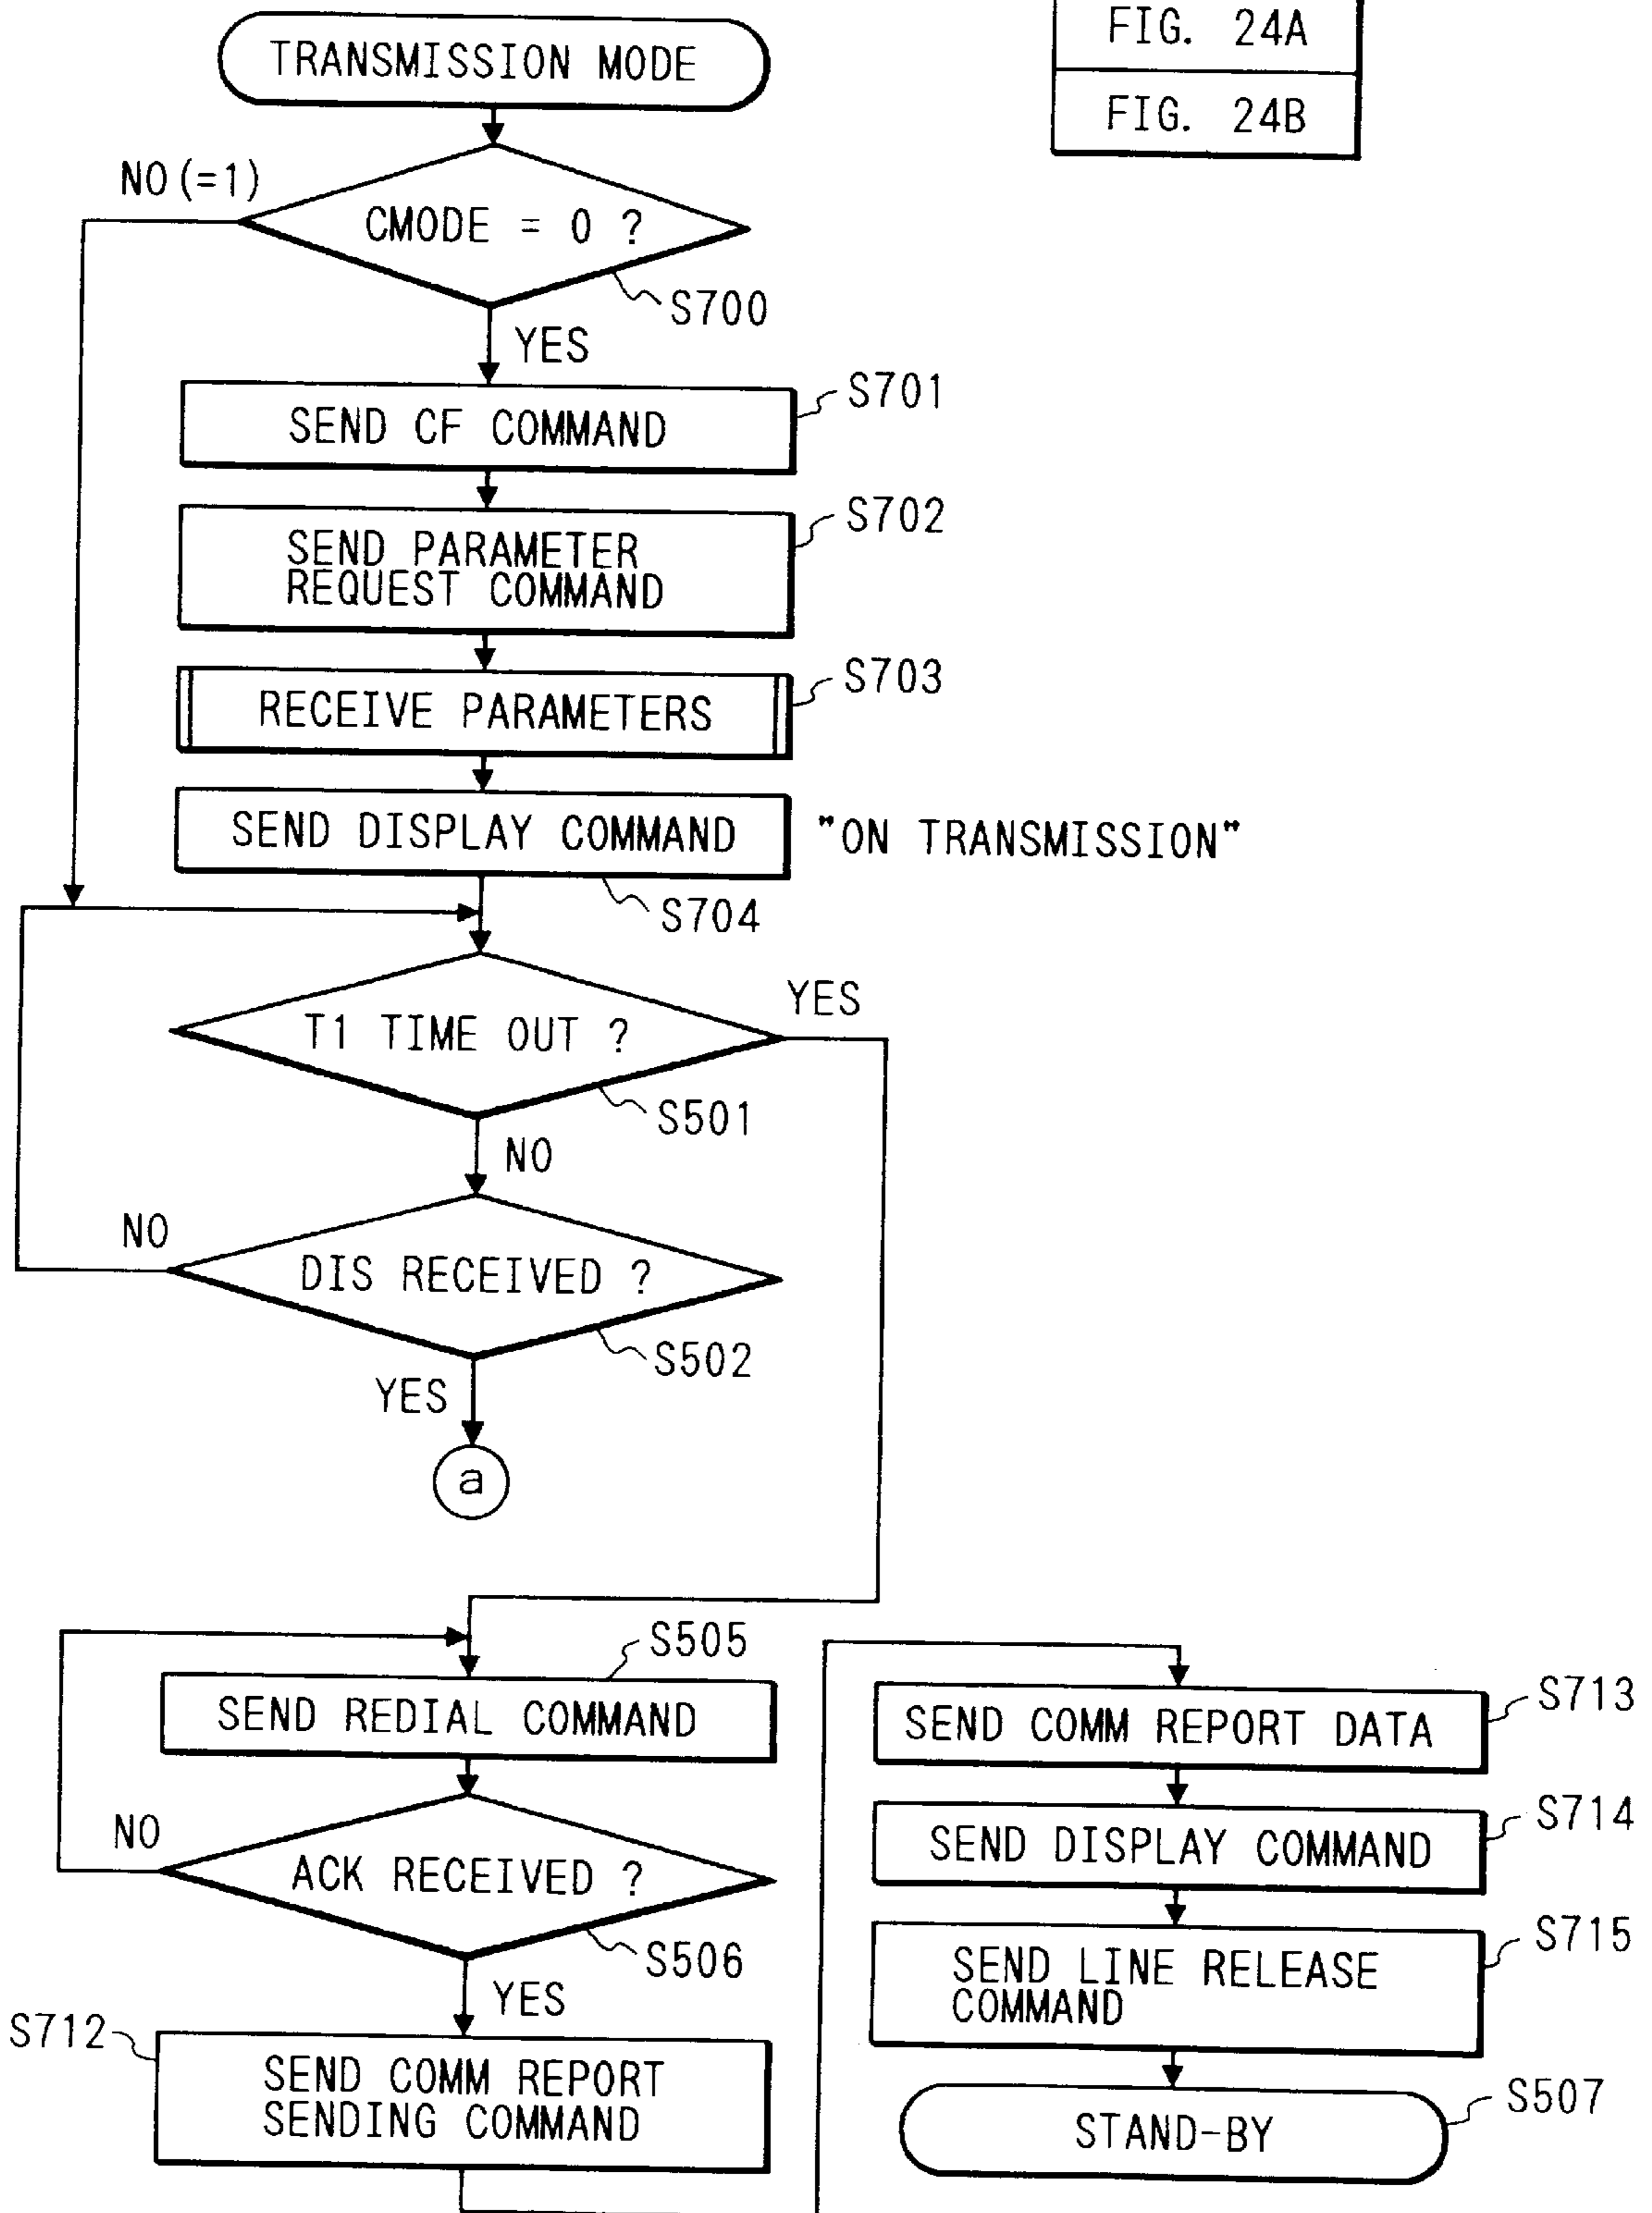 FIG. 24A
FIG. 24B
TRANSMISSION MODE
NO (=1)
CMODE = 0 ?
S700
YES
SEND CF COMMAND
S701
SEND PARAMETER
REQUEST COMMAND
S702
RECEIVE PARAMETERS
S703
SEND DISPLAY COMMAND
"ON TRANSMISSION"
S704
T1 TIME OUT ?
YES
S501
NO
DIS RECEIVED ?
NO
S502
YES
a
SEND REDIAL COMMAND
S505
ACK RECEIVED ?
NO
S506
YES
S712
SEND COMM REPORT
SENDING COMMAND
SEND COMM REPORT DATA
S713
SEND DISPLAY COMMAND
S714
SEND LINE RELEASE
COMMAND
S715
STAND-BY
S507